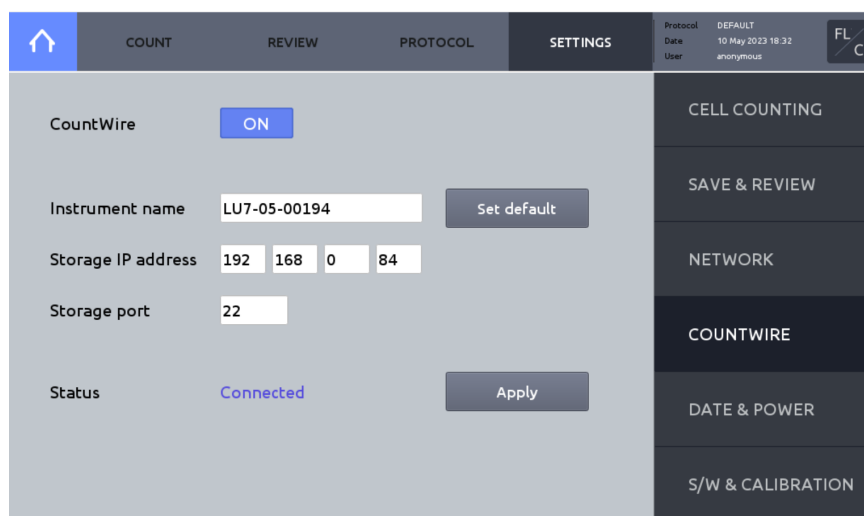 COUNT REVIEW PROTOCOL SETTINGS
Protocol DEFAULT
Date 10 May 2023 18:32
User anonymous
FL
C
CountWire ON
Instrument name LU7-05-00194 Set default
Storage IP address 192 168 0 84
Storage port 22
Status Connected Apply
CELL COUNTING
SAVE & REVIEW
NETWORK
COUNTWIRE
DATE & POWER
S/W & CALIBRATION